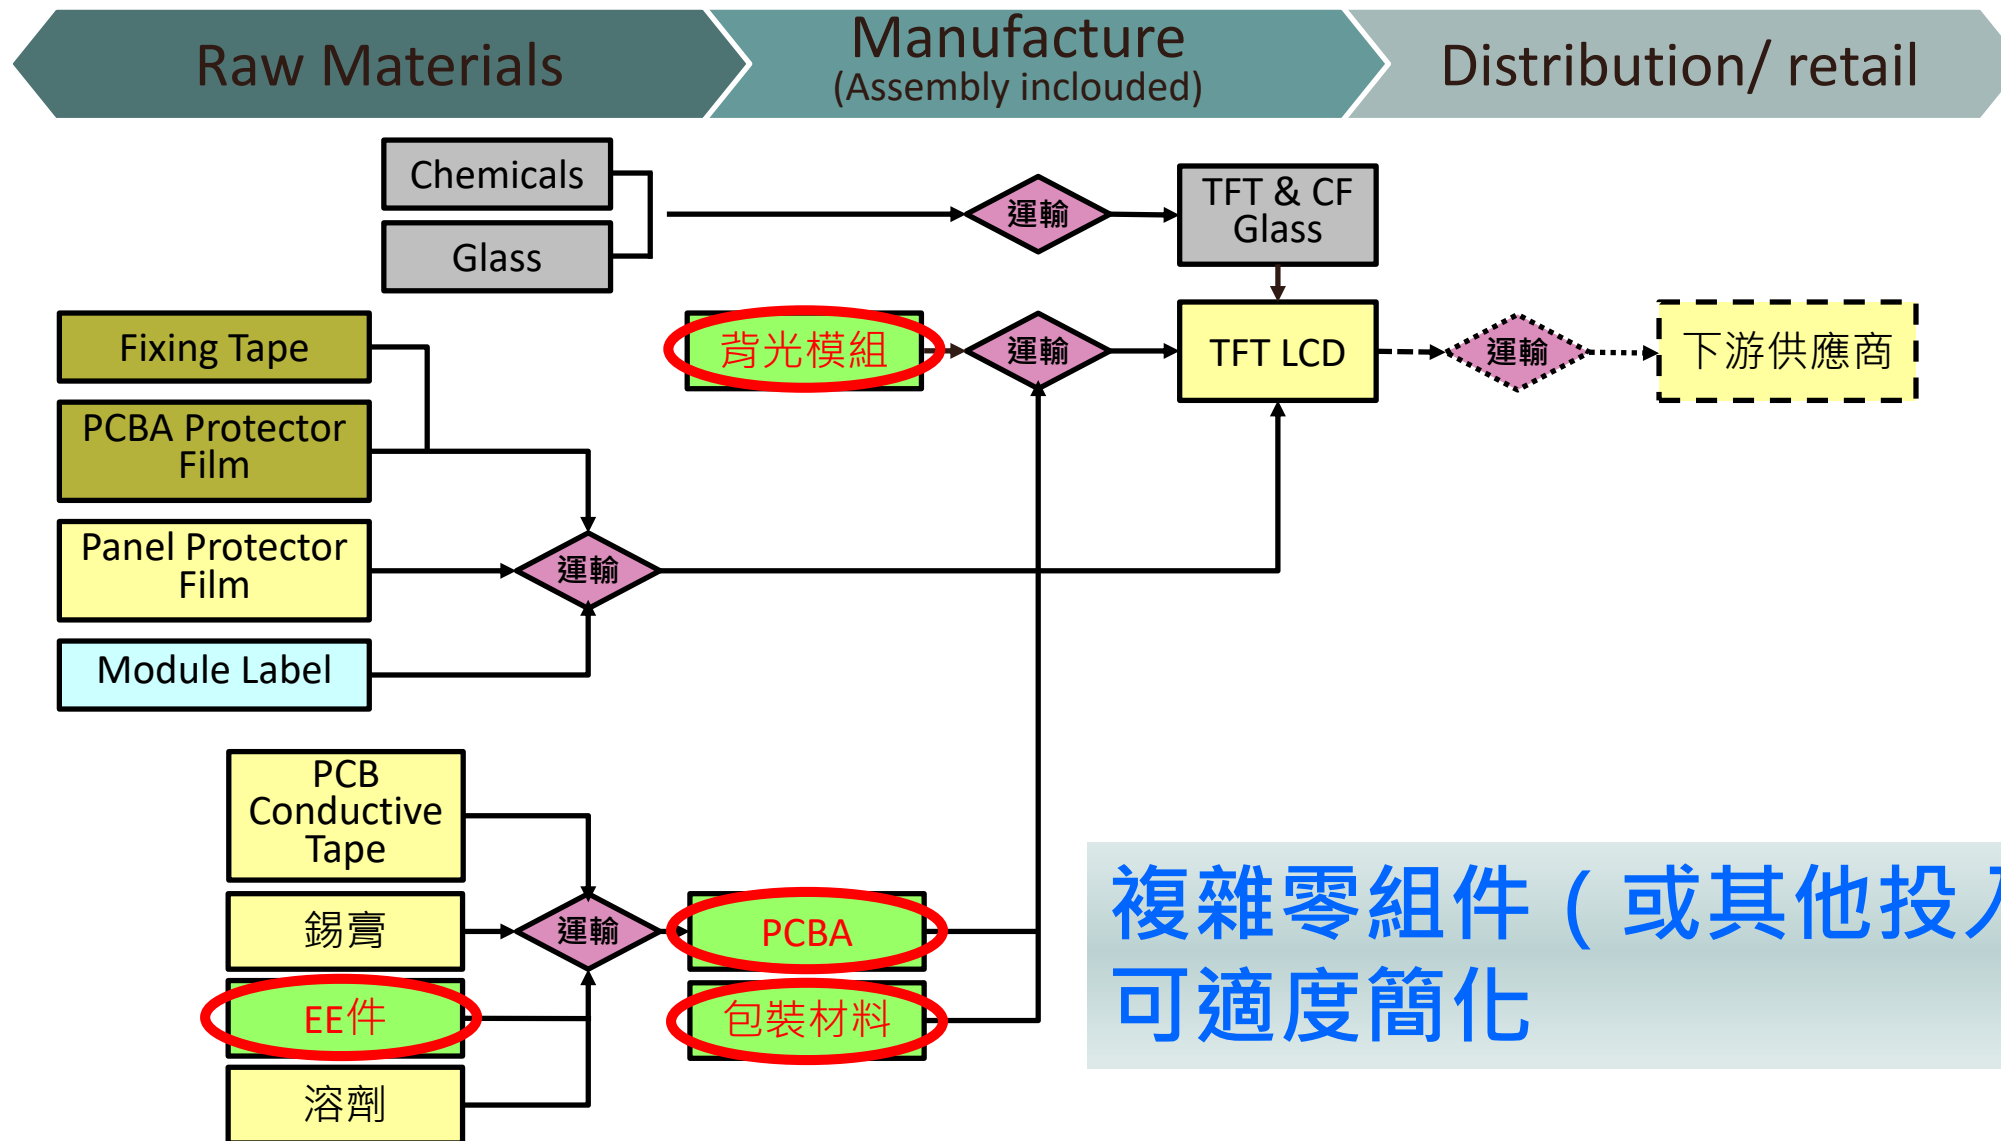 Raw Materials
Manufacture
(Assembly inclouded)
Distribution/ retail
Chemicals
Glass
運輸
TFT & CF
Glass
Fixing Tape
背光模組
運輸
TFT LCD
運輸
下游供應商
PCBA Protector
Film
Panel Protector
Film
運輸
Module Label
PCB
Conductive
Tape
錫膏
運輸
PCBA
EE件
包裝材料
溶劑
複雜零組件（或其他投入
可適度簡化